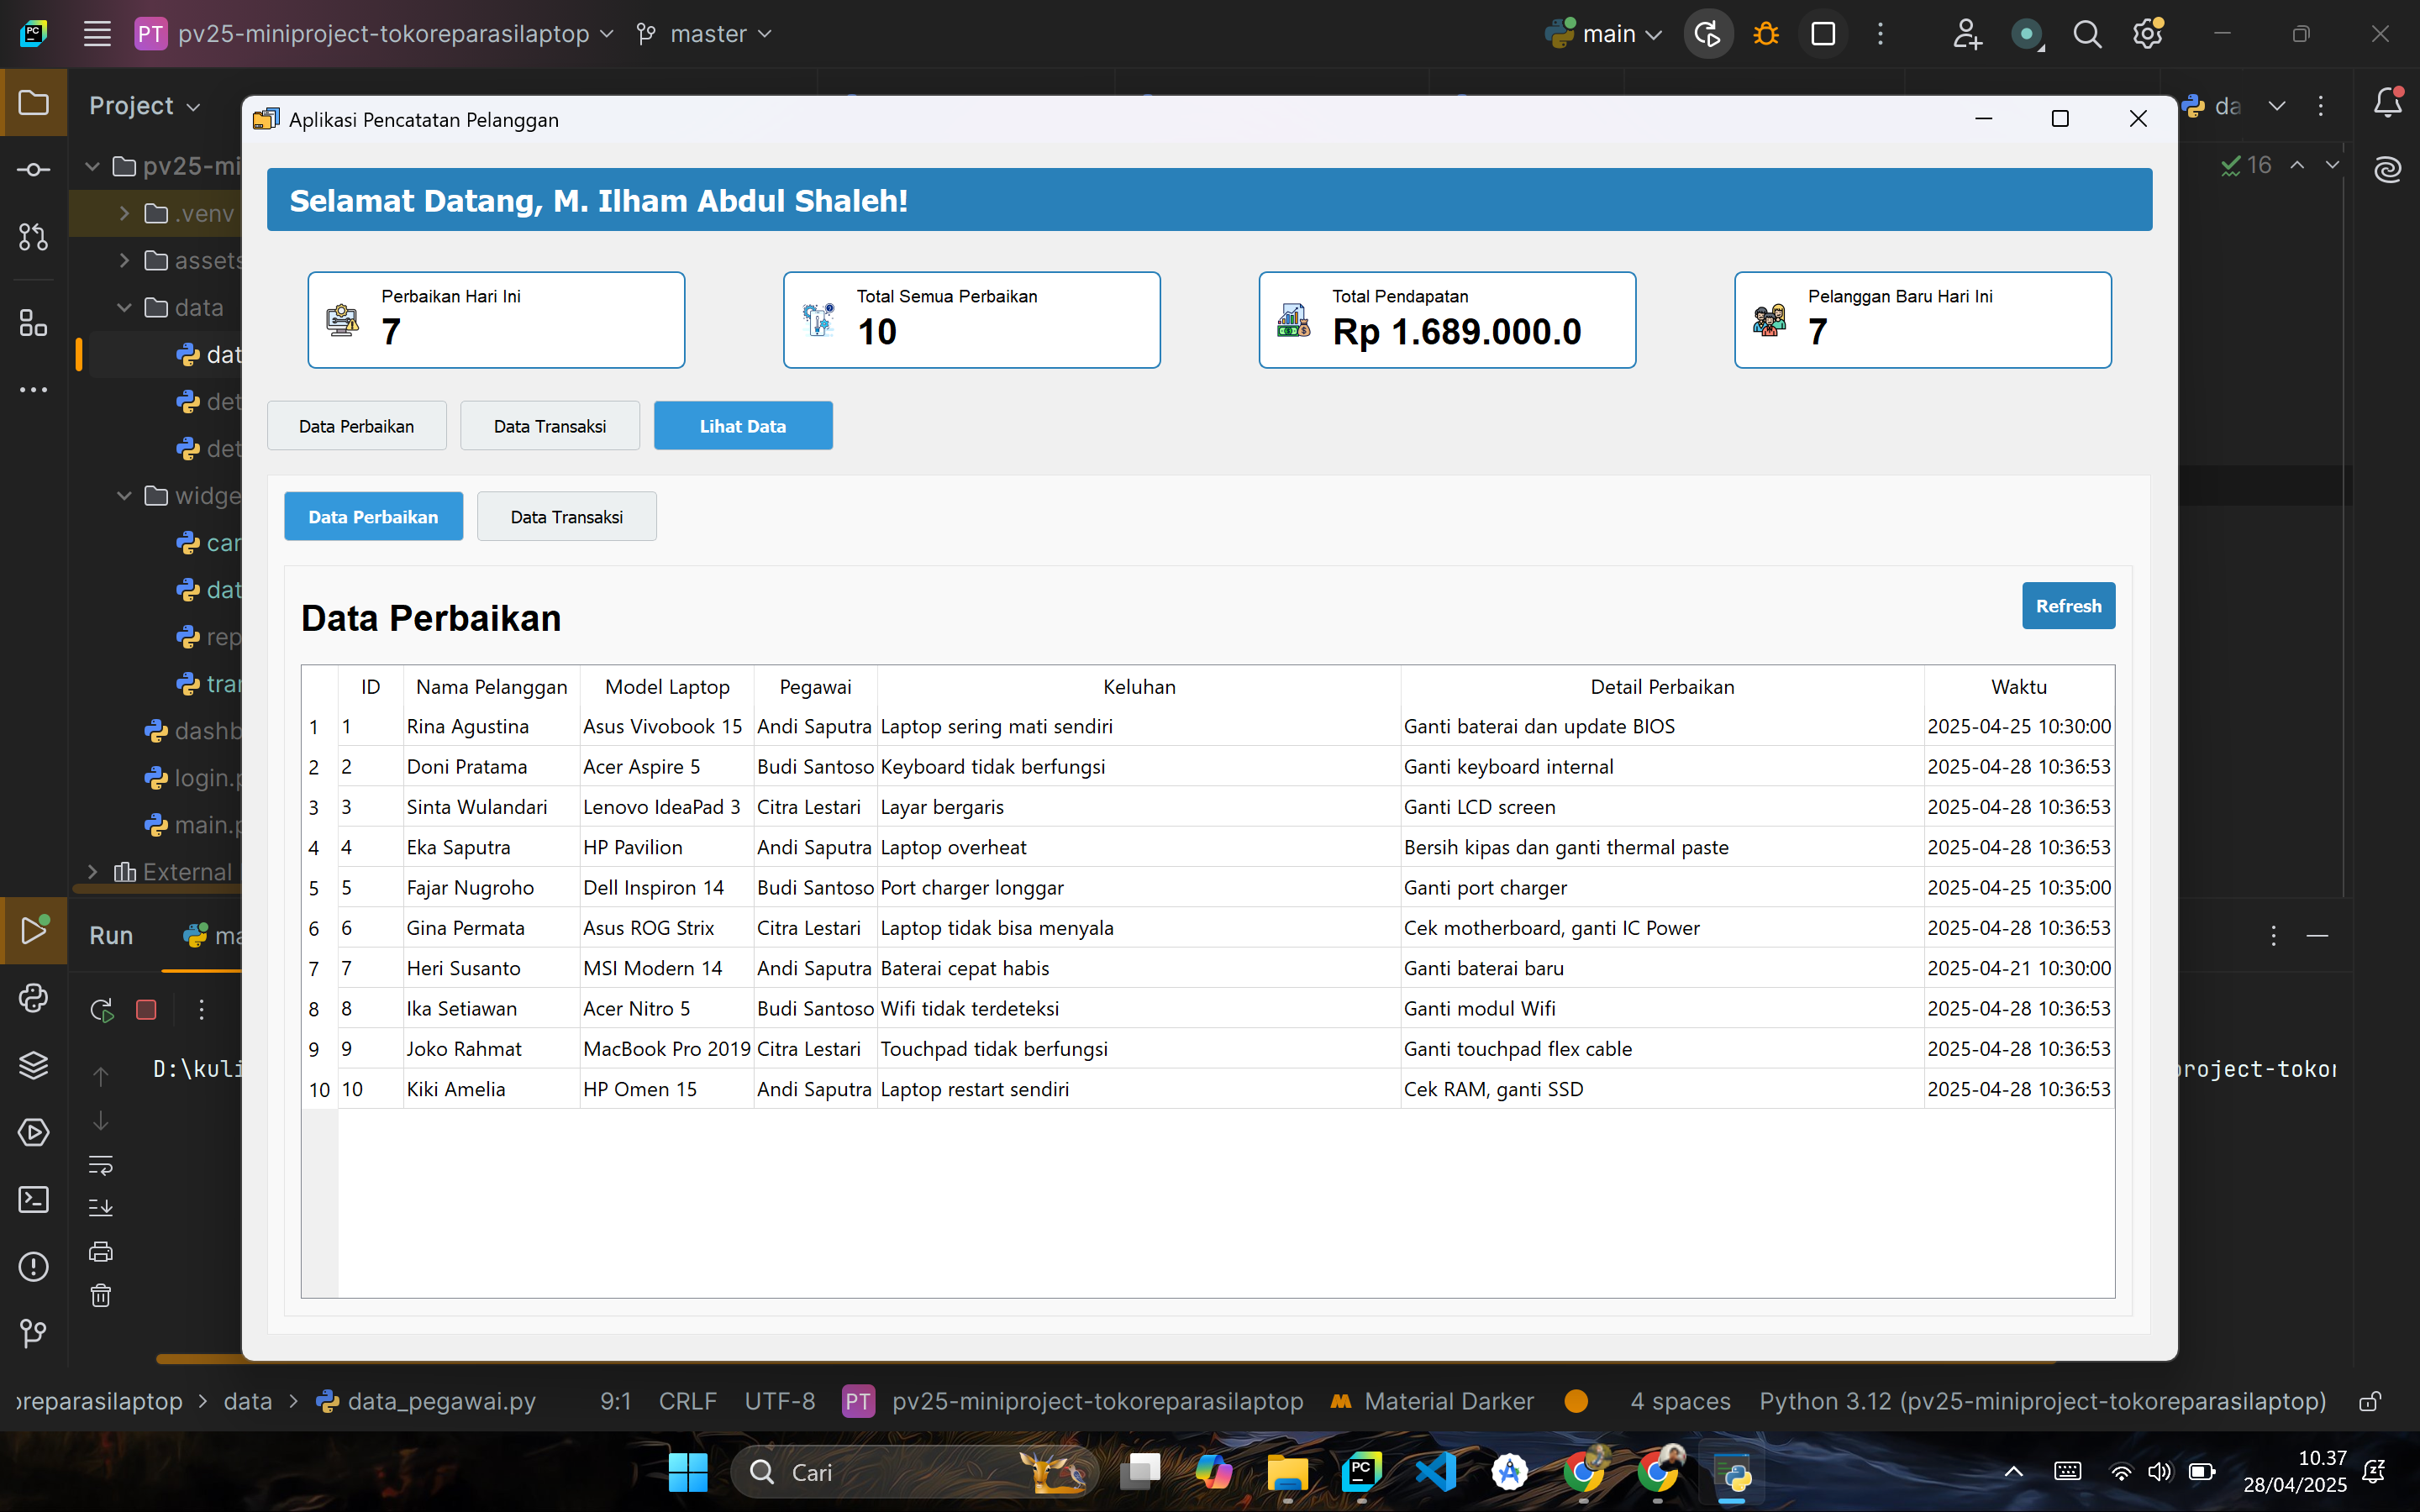 PC PT pv25-miniproject-tokoreparasilaptop master main
Project
da
Aplikasi Pencatatan Pelanggan
pv25-mi
16
.venv
Selamat Datang, M. Ilham Abdul Shaleh!
assets
data
Perbaikan Hari Ini
7
Total Semua Perbaikan
10
Total Pendapatan
Rp 1.689.000.0
Pelanggan Baru Hari Ini
7
dat
det
det
Data Perbaikan Data Transaksi Lihat Data
widge
Data Perbaikan Data Transaksi
car
dat
rep
tran
Data Perbaikan
Refresh
ID Nama Pelanggan Model Laptop Pegawai Keluhan Detail Perbaikan Waktu
1 1 Rina Agustina Asus Vivobook 15 Andi Saputra Laptop sering mati sendiri Ganti baterai dan update BIOS 2025-04-25 10:30:00
2 2 Doni Pratama Acer Aspire 5 Budi Santoso Keyboard tidak berfungsi Ganti keyboard internal 2025-04-28 10:36:53
3 3 Sinta Wulandari Lenovo IdeaPad 3 Citra Lestari Layar bergaris Ganti LCD screen 2025-04-28 10:36:53
4 4 Eka Saputra HP Pavilion Andi Saputra Laptop overheat Bersih kipas dan ganti thermal paste 2025-04-28 10:36:53
5 5 Fajar Nugroho Dell Inspiron 14 Budi Santoso Port charger longgar Ganti port charger 2025-04-25 10:35:00
6 6 Gina Permata Asus ROG Strix Citra Lestari Laptop tidak bisa menyala Cek motherboard, ganti IC Power 2025-04-28 10:36:53
7 7 Heri Susanto MSI Modern 14 Andi Saputra Baterai cepat habis Ganti baterai baru 2025-04-21 10:30:00
8 8 Ika Setiawan Acer Nitro 5 Budi Santoso Wifi tidak terdeteksi Ganti modul Wifi 2025-04-28 10:36:53
9 9 Joko Rahmat MacBook Pro 2019 Citra Lestari Touchpad tidak berfungsi Ganti touchpad flex cable 2025-04-28 10:36:53
10 10 Kiki Amelia HP Omen 15 Andi Saputra Laptop restart sendiri Cek RAM, ganti SSD 2025-04-28 10:36:53
dashb
login.p
main.p
External
Run ma
D:\kuli
project-tokor
oreparasilaptop > data > data_pegawai.py 9:1 CRLF UTF-8 PT pv25-miniproject-tokoreparasilaptop Material Darker 4 spaces Python 3.12 (pv25-miniproject-tokoreparasilaptop)
Cari
PC
10.37
28/04/2025